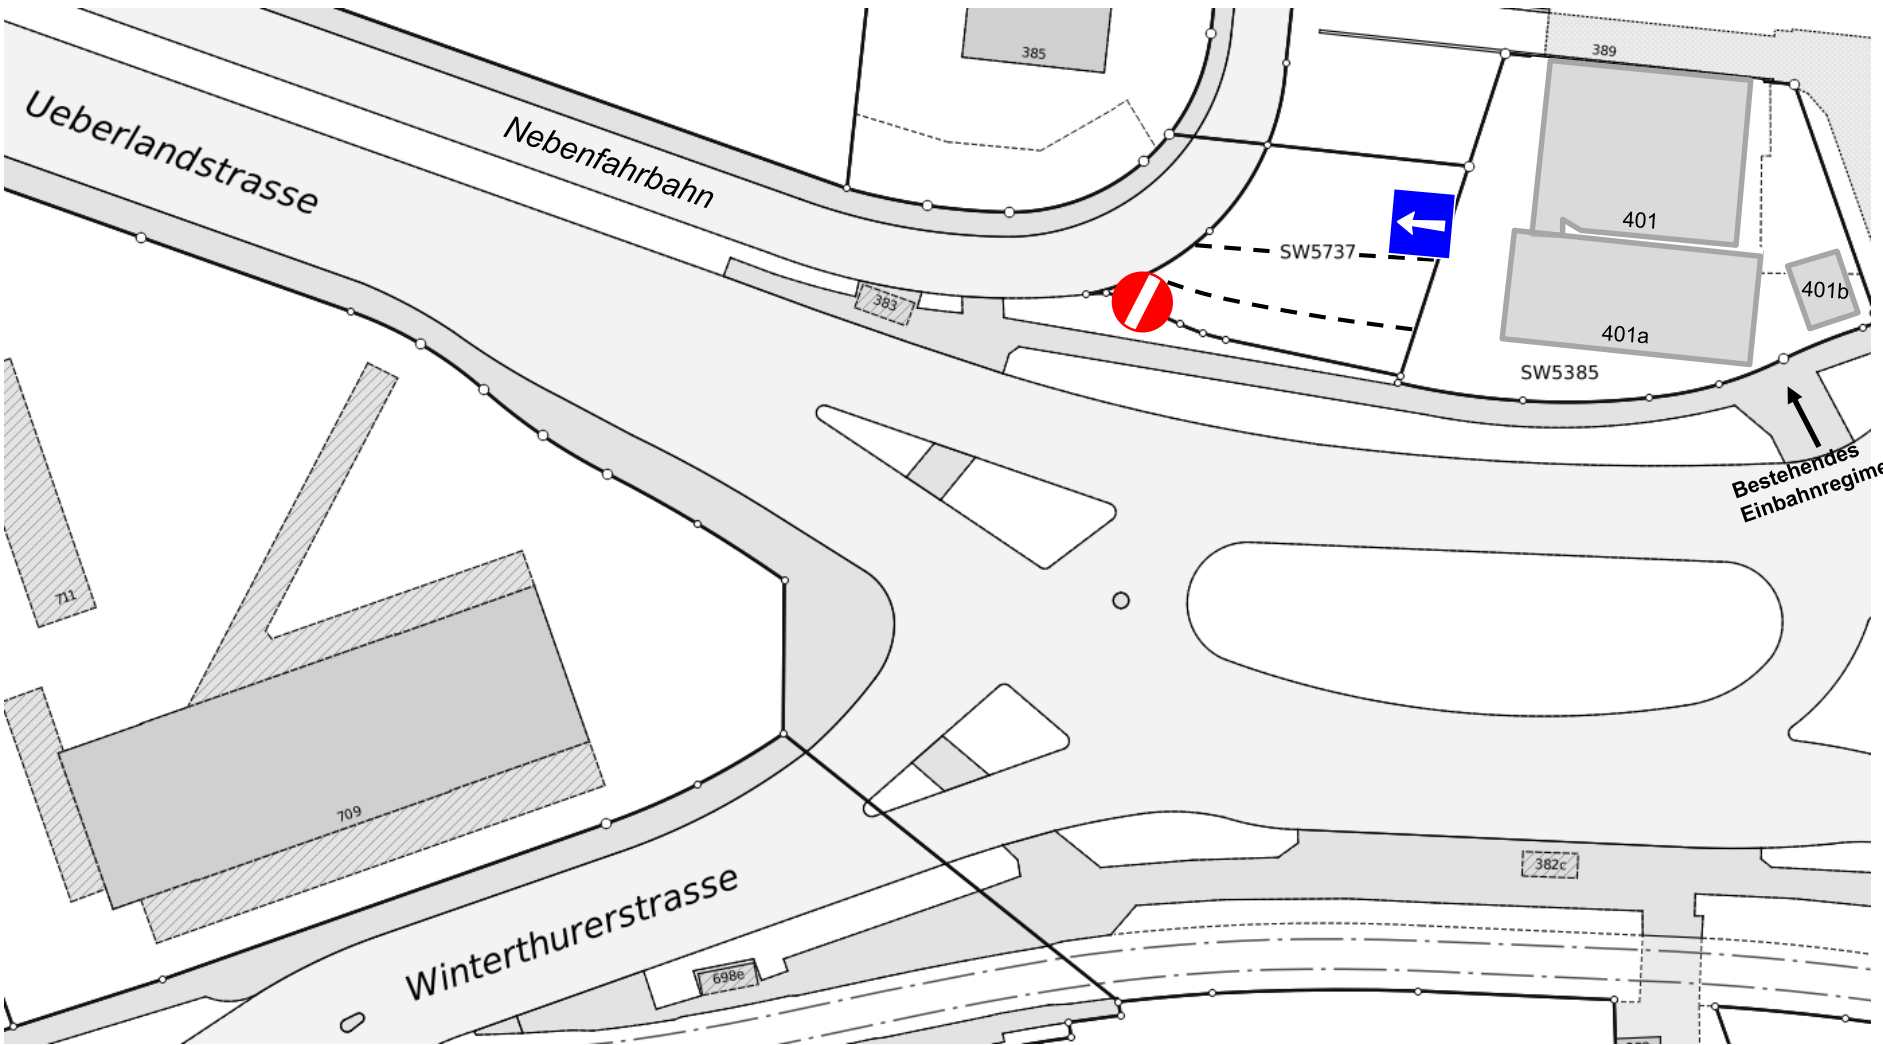 385
389
Ueberlandstrasse
Nebenfahrbahn
401
SW5737
383
401b
401a
SW5385
Bestehendes
Einbahnregime
711
709
382c
Winterthurerstrasse
698e